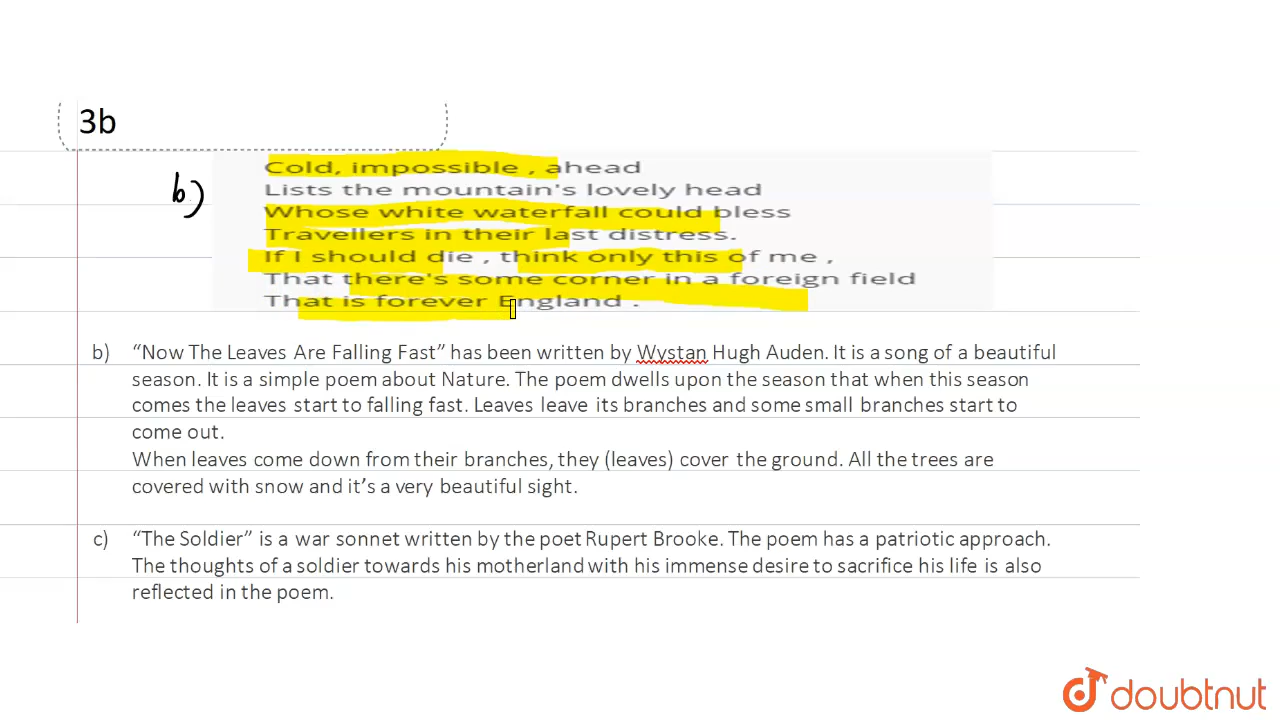 3b
b)
Cold, impossible , ahead
Lists the mountain's lovely head
Whose white waterfall could bless
Travellers in their last distress.
If I should die , think only this of me ,
That there's some corner in a foreign field
That is forever England .
b) “Now The Leaves Are Falling Fast” has been written by Wystan Hugh Auden. It is a song of a beautiful
season. It is a simple poem about Nature. The poem dwells upon the season that when this season
comes the leaves start to falling fast. Leaves leave its branches and some small branches start to
come out.
When leaves come down from their branches, they (leaves) cover the ground. All the trees are
covered with snow and it’s a very beautiful sight.
c) “The Soldier” is a war sonnet written by the poet Rupert Brooke. The poem has a patriotic approach.
The thoughts of a soldier towards his motherland with his immense desire to sacrifice his life is also
reflected in the poem.
doubtnut